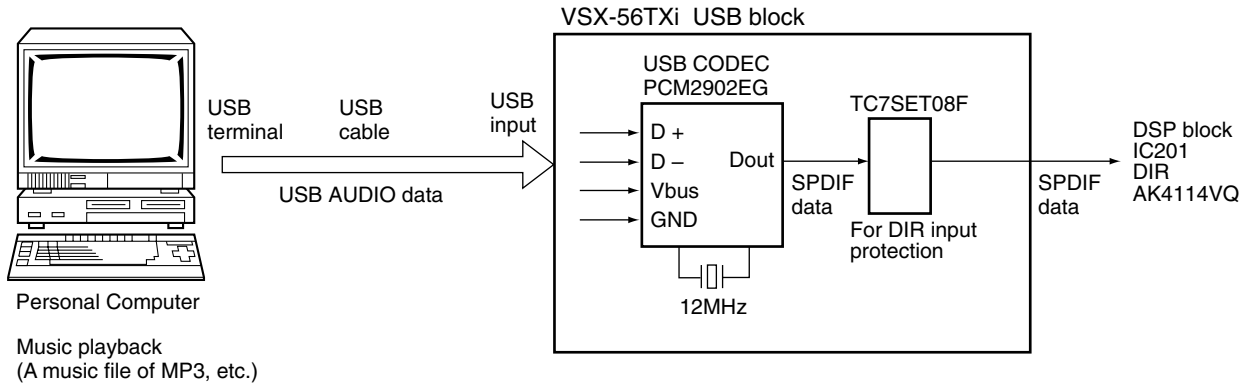 VSX-56TXi USB block
USB CODEC
PCM2902EG
TC7SET08F
USB
terminal
USB
cable
USB
input
USB AUDIO data
D +
D –
Vbus
GND
Dout
SPDIF
data
SPDIF
data
DSP block
IC201
DIR
AK4114VQ
For DIR input
protection
12MHz
Personal Computer
Music playback
(A music file of MP3, etc.)